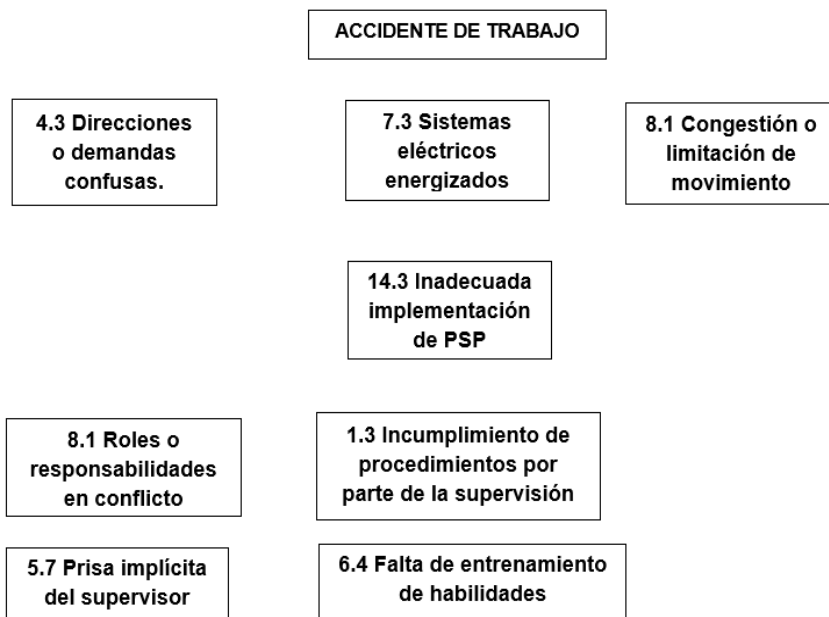 ACCIDENTE DE TRABAJO
4.3 Direcciones
o demandas
confusas.
7.3 Sistemas
eléctricos
energizados
8.1 Congestión o
limitación de
movimiento
14.3 Inadecuada
implementación
de PSP
8.1 Roles o
responsabilidades
en conflicto
1.3 Incumplimiento de
procedimientos por
parte de la supervisión
5.7 Prisa implícita
del supervisor
6.4 Falta de entrenamiento
de habilidades